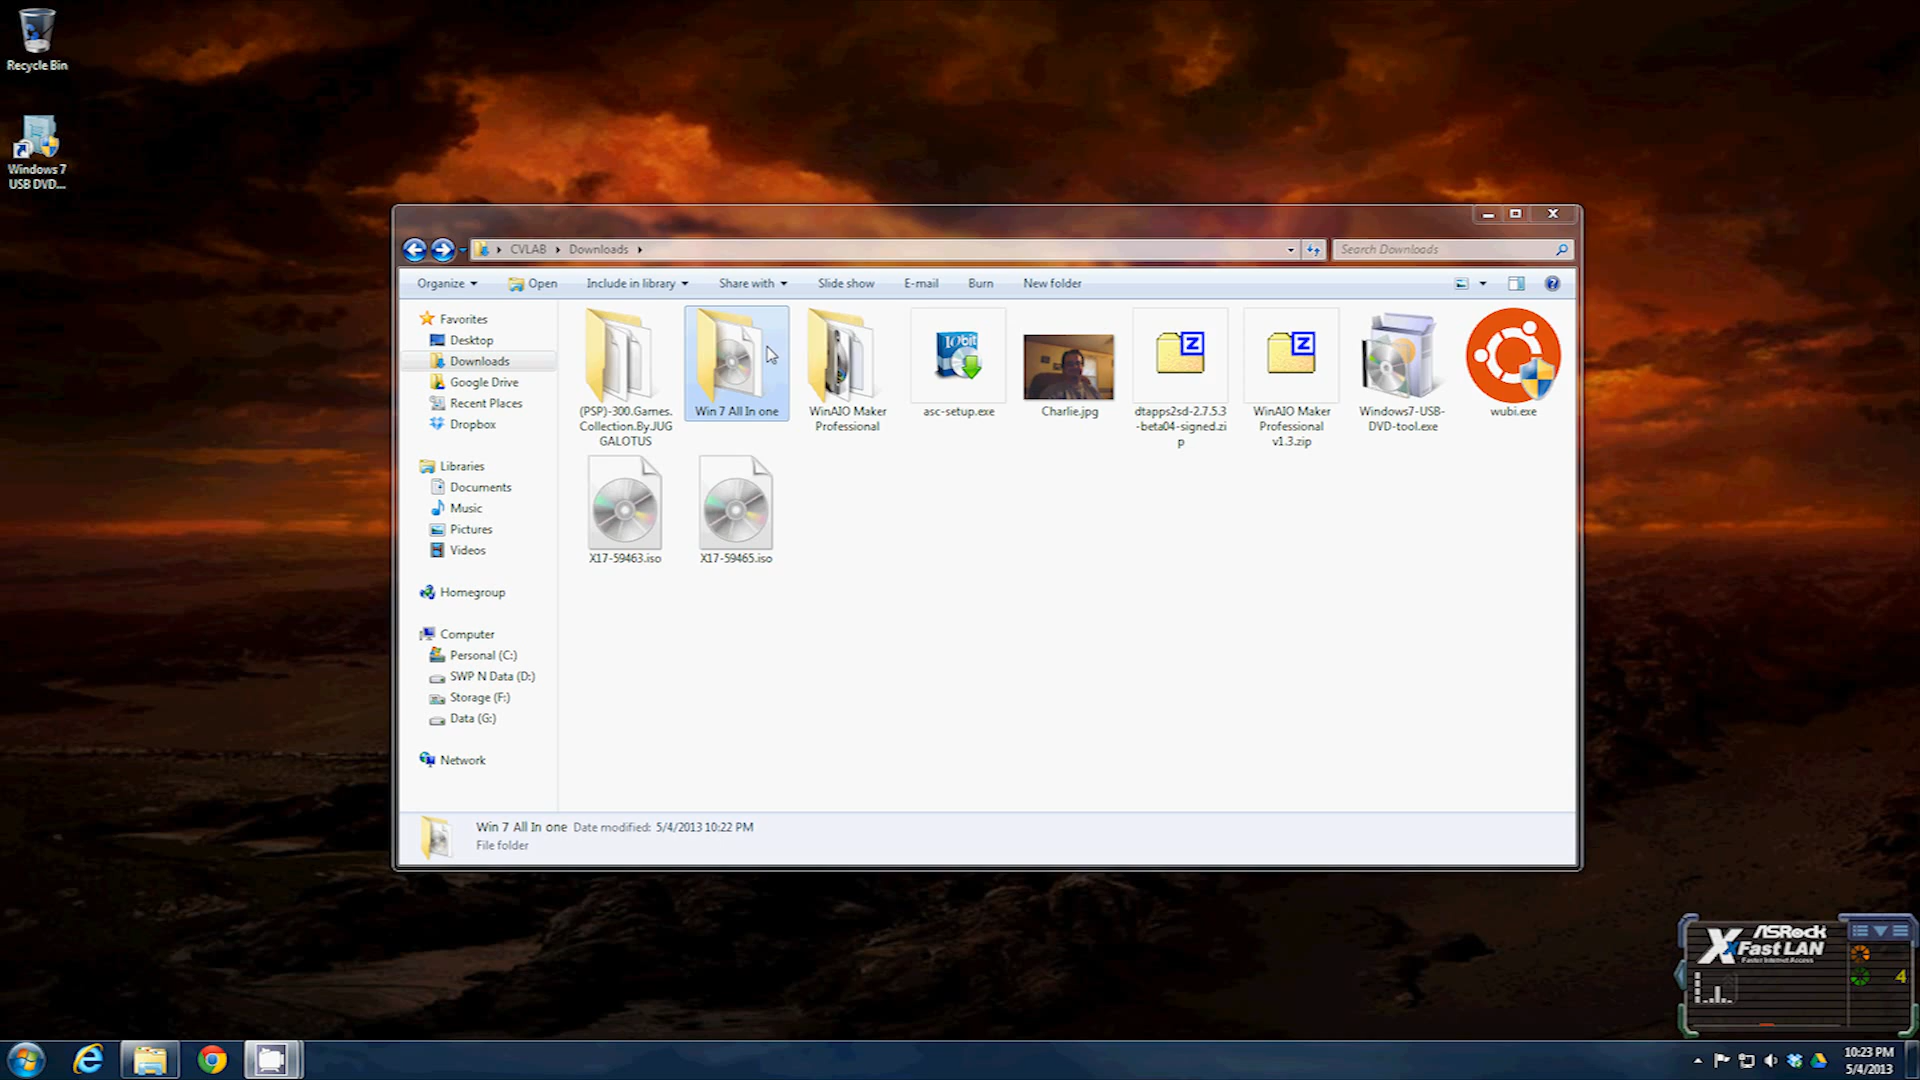 Recycle Bin
Windows 7
USB DVD...
CVLAB
Downloads
Search Downloads
Organize
Open
Include in library
Share with
Slide show
E-mail
Burn
New folder
Favorites
Desktop
Downloads
Google Drive
Recent Places
Dropbox
Libraries
Documents
Music
Pictures
Videos
Homegroup
Computer
Personal (C:)
SWP N Data (D:)
Storage (F:)
Data (G:)
Network
(PSP)-300.Games.
Collection.ByJUG
GALOTUS
Win 7 All In one
WinAIO Maker
Professional
IObit
asc-setup.exe
Charlie.jpg
Z
dtapps2sd-2.7.5.3
-beta04-signed.zi
p
Z
WinAIO Maker
Professional
v1.3.zip
Windows7-USB-
DVD-tool.exe
wubi.exe
X17-59463.iso
X17-59465.iso
Win 7 All In one Date modified: 5/4/2013 10:22 PM
File folder
ASRock
XFast LAN
Faster Internet Access
4
10:23 PM
5/4/2013